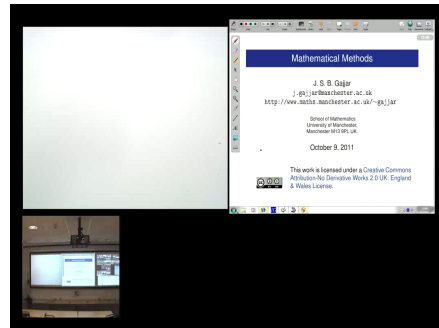 Mathematical Methods
J. S. B. Gajjar
j.gajjar@manchester.ac.uk
http://www.maths.manchester.ac.uk/~gajjar
School of Mathematics
University of Manchester,
Manchester M13 9PL UK.
October 9, 2011
This work is licensed under a Creative Commons
Attribution-No Derivative Works 2.0 UK: England
& Wales License.